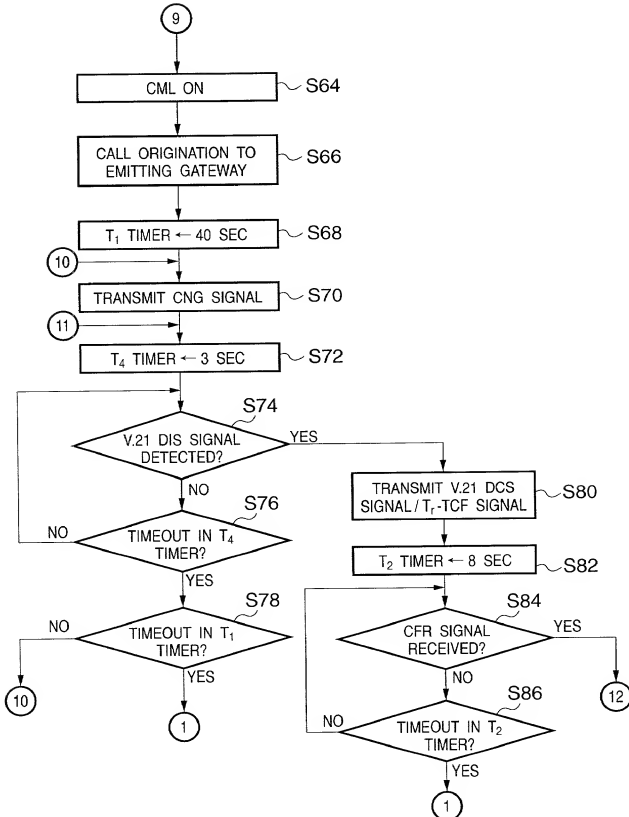 9
CML ON
S64
CALL ORIGINATION TO
EMITTING GATEWAY
S66
T1 TIMER ← 40 SEC
S68
10
TRANSMIT CNG SIGNAL
S70
11
T4 TIMER ← 3 SEC
S72
S74
V.21 DIS SIGNAL
DETECTED?
YES
NO
S76
TIMEOUT IN T4
TIMER?
NO
YES
S78
TIMEOUT IN T1
TIMER?
NO
YES
10
1
TRANSMIT V.21 DCS
SIGNAL / Tr-TCF SIGNAL
S80
T2 TIMER ← 8 SEC
S82
S84
CFR SIGNAL
RECEIVED?
YES
NO
12
S86
TIMEOUT IN T2
TIMER?
NO
YES
1